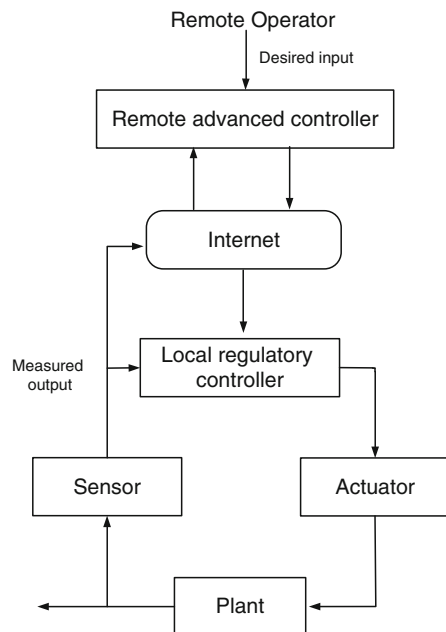 Remote Operator
Desired input
Remote advanced controller
Internet
Local regulatory
controller
Measured
output
Sensor
Actuator
Plant